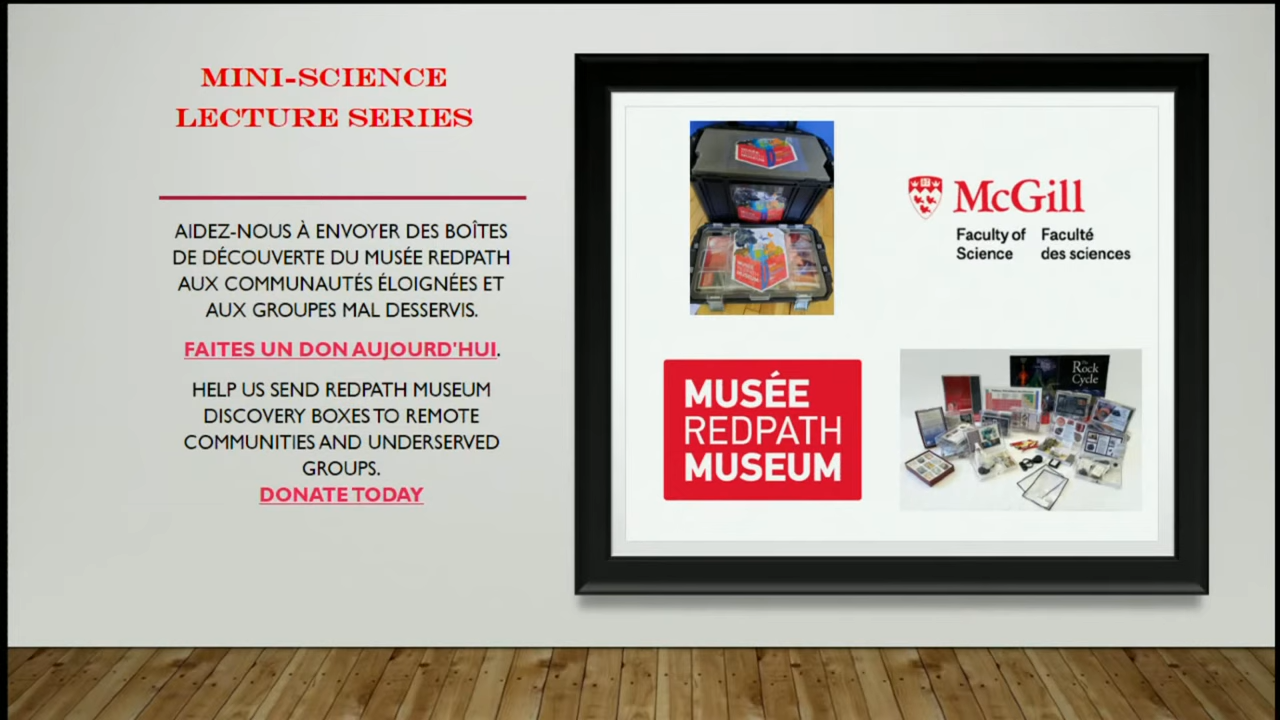 MINI-SCIENCE
LECTURE SERIES
AIDEZ-NOUS À ENVOYER DES BOÎTES
DE DÉCOUVERTE DU MUSÉE REDPATH
AUX COMMUNAUTÉS ÉLOIGNÉES ET
AUX GROUPES MAL DESSERVIS.
FAITES UN DON AUJOURD'HUI.
HELP US SEND REDPATH MUSEUM
DISCOVERY BOXES TO REMOTE
COMMUNITIES AND UNDERSERVED
GROUPS.
DONATE TODAY
MUSÉE
MUSEUM
McGill
Faculty of Faculté
Science des sciences
MUSÉE
REDPATH
MUSEUM
The
Rock
Cycle